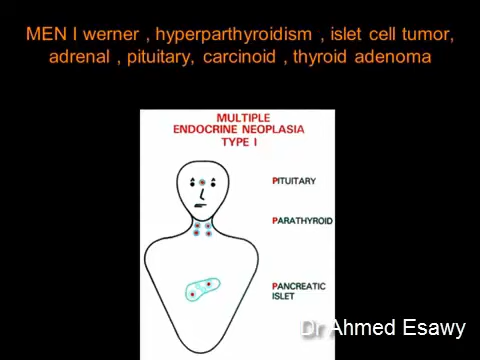 MEN I werner , hyperparthyroidism , islet cell tumor,
adrenal , pituitary, carcinoid , thyroid adenoma
MULTIPLE
ENDOCRINE NEOPLASIA
TYPE I
PITUITARY
PARATHYROID
PANCREATIC
ISLET
Dr Ahmed Esawy